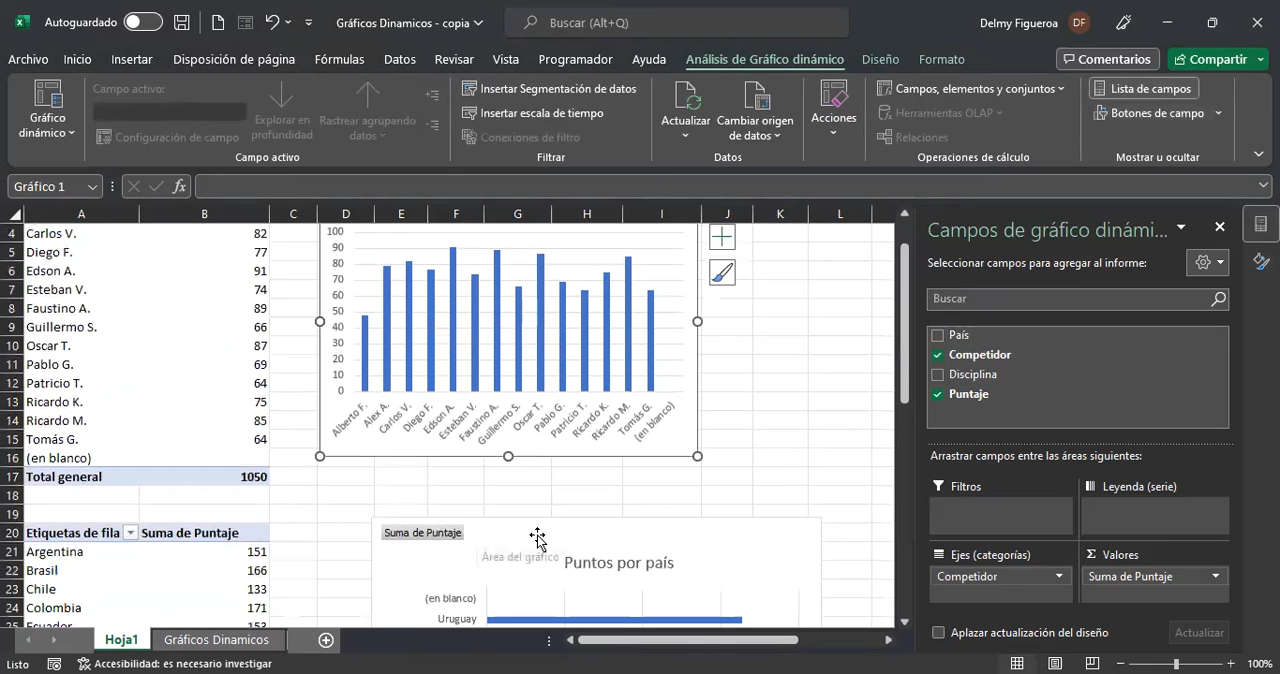 Autoguardado
Gráficos Dinamicos - copia
Buscar (Alt+Q)
Delmy Figueroa
DF
Archivo
Inicio
Insertar
Disposición de página
Fórmulas
Datos
Revisar
Vista
Programador
Ayuda
Análisis de Gráfico dinámico
Diseño
Formato
Comentarios
Compartir
Gráfico dinámico
Campo activo:
Configuración de campo
Explorar en profundidad
Rastrear agrupando datos
Campo activo
Insertar Segmentación de datos
Insertar escala de tiempo
Conexiones de filtro
Filtrar
Actualizar
Cambiar origen de datos
Datos
Acciones
Campos, elementos y conjuntos
Herramientas OLAP
Relaciones
Operaciones de cálculo
Lista de campos
Botones de campo
Mostrar u ocultar
Gráfico 1
fx
A B C D E F G H I J K L
4 Carlos V. 82
5 Diego F. 77
6 Edson A. 91
7 Esteban V. 74
8 Faustino A. 89
9 Guillermo S. 66
10 Oscar T. 87
11 Pablo G. 69
12 Patricio T. 64
13 Ricardo K. 75
14 Ricardo M. 85
15 Tomás G. 64
16 (en blanco)
17 Total general 1050
18
19
20 Etiquetas de fila Suma de Puntaje
21 Argentina 151
22 Brasil 166
23 Chile 133
24 Colombia 171
25 Ecuador 153
100
90
80
70
60
50
40
30
20
10
0
Alberto F.
Alex A.
Carlos V.
Diego F.
Edson A.
Esteban V.
Faustino A.
Guillermo S.
Oscar T.
Pablo G.
Patricio T.
Ricardo K.
Ricardo M.
Tomás G.
(en blanco)
Suma de Puntaje
Área del gráfico
Puntos por país
(en blanco)
Uruguay
Campos de gráfico dinámi...
Seleccionar campos para agregar al informe:
Buscar
País
Competidor
Disciplina
Puntaje
Arrastrar campos entre las áreas siguientes:
Filtros
Leyenda (serie)
Ejes (categorías)
Competidor
Σ Valores
Suma de Puntaje
Aplazar actualización del diseño
Actualizar
Hoja1
Gráficos Dinamicos
Listo
Accesibilidad: es necesario investigar
100%